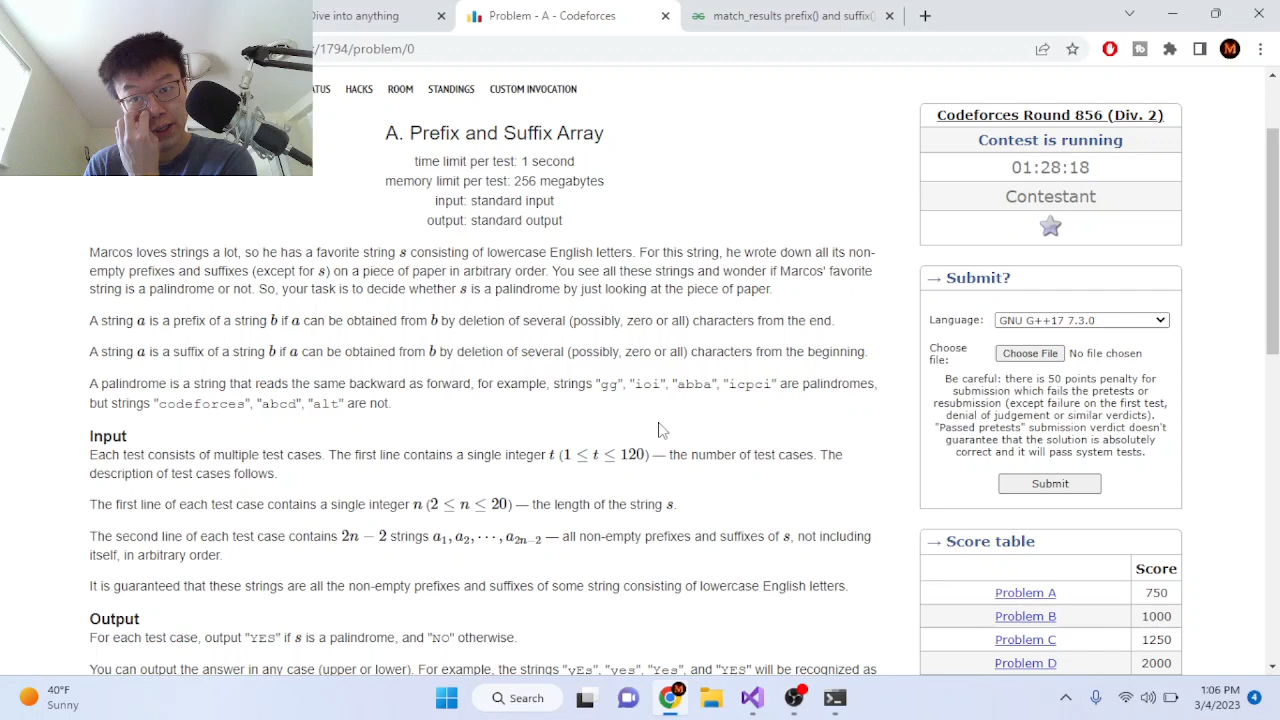 Dive into anything
Problem - A - Codeforces
match_results prefix() and suffix()
/1794/problem/0
ATUS HACKS ROOM STANDINGS CUSTOM INVOCATION
A. Prefix and Suffix Array
time limit per test: 1 second
memory limit per test: 256 megabytes
input: standard input
output: standard output
Marcos loves strings a lot, so he has a favorite string s consisting of lowercase English letters. For this string, he wrote down all its non-
empty prefixes and suffixes (except for s) on a piece of paper in arbitrary order. You see all these strings and wonder if Marcos' favorite
string is a palindrome or not. So, your task is to decide whether s is a palindrome by just looking at the piece of paper.
A string a is a prefix of a string b if a can be obtained from b by deletion of several (possibly, zero or all) characters from the end.
A string a is a suffix of a string b if a can be obtained from b by deletion of several (possibly, zero or all) characters from the beginning.
A palindrome is a string that reads the same backward as forward, for example, strings "gg", "ioi", "abba", "icpci" are palindromes,
but strings "codeforces", "abcd", "alt" are not.
Input
Each test consists of multiple test cases. The first line contains a single integer t (1 ≤ t ≤ 120) — the number of test cases. The
description of test cases follows.
The first line of each test case contains a single integer n (2 ≤ n ≤ 20) — the length of the string s.
The second line of each test case contains 2n − 2 strings a1, a2, ⋯, a2n−2 — all non-empty prefixes and suffixes of s, not including
itself, in arbitrary order.
It is guaranteed that these strings are all the non-empty prefixes and suffixes of some string consisting of lowercase English letters.
Output
For each test case, output "YES" if s is a palindrome, and "NO" otherwise.
You can output the answer in any case (upper or lower). For example, the strings "yEs", "yes", "Yes", and "YES" will be recognized as
Codeforces Round 856 (Div. 2)
Contest is running
01:28:18
Contestant
→ Submit?
Language: GNU G++17 7.3.0
Choose
file: Choose File No file chosen
Be careful: there is 50 points penalty for
submission which fails the pretests or
resubmission (except failure on the first test,
denial of judgement or similar verdicts).
"Passed pretests" submission verdict doesn't
guarantee that the solution is absolutely
correct and it will pass system tests.
Submit
→ Score table
Score
Problem A 750
Problem B 1000
Problem C 1250
Problem D 2000
40°F
Sunny
Search
M
1:06 PM
3/4/2023
4